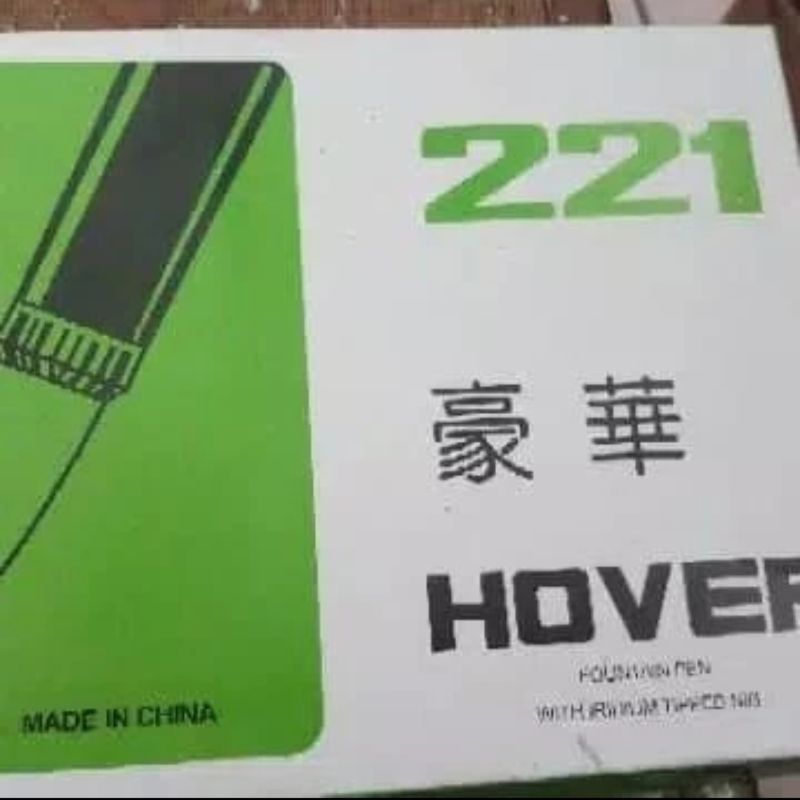 221
豪華
HOVER
FOUNTAIN PEN
WITH IRIDIUM TIPPED NIB
MADE IN CHINA